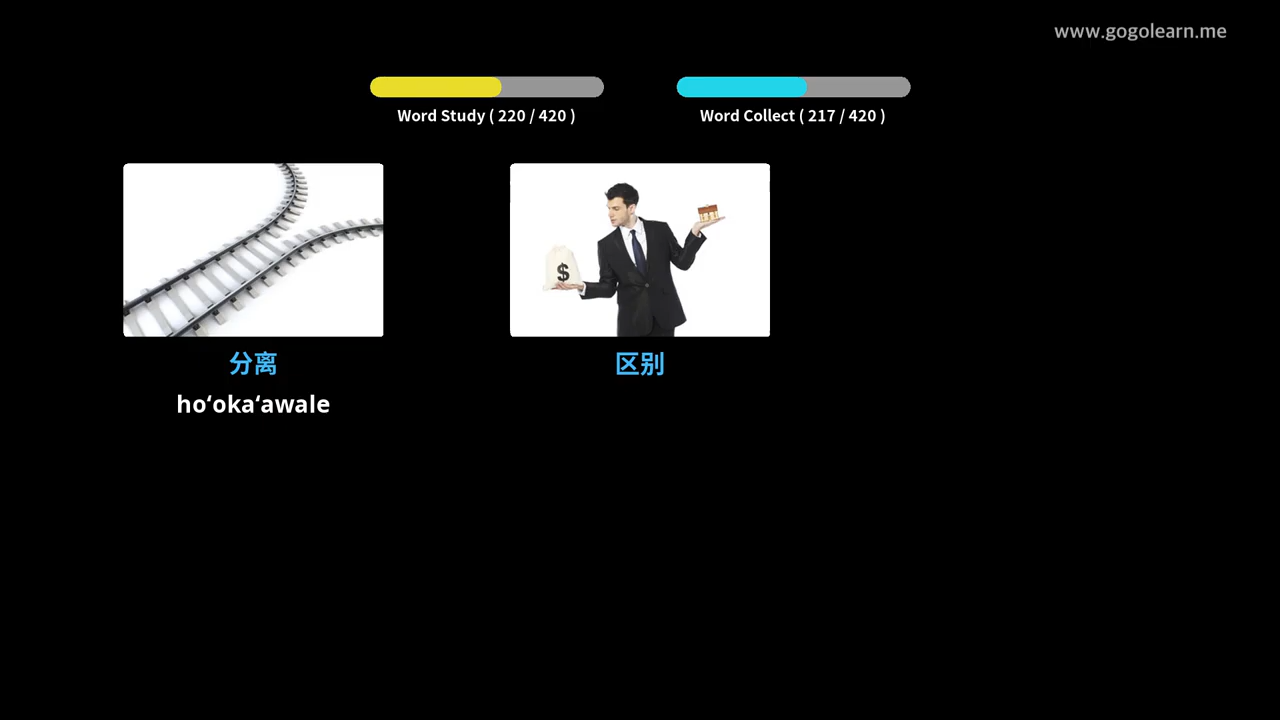 www.gogolearn.me
Word Study ( 220 / 420 )
Word Collect ( 217 / 420 )
$
分离
区别
hoʻokaʻawale